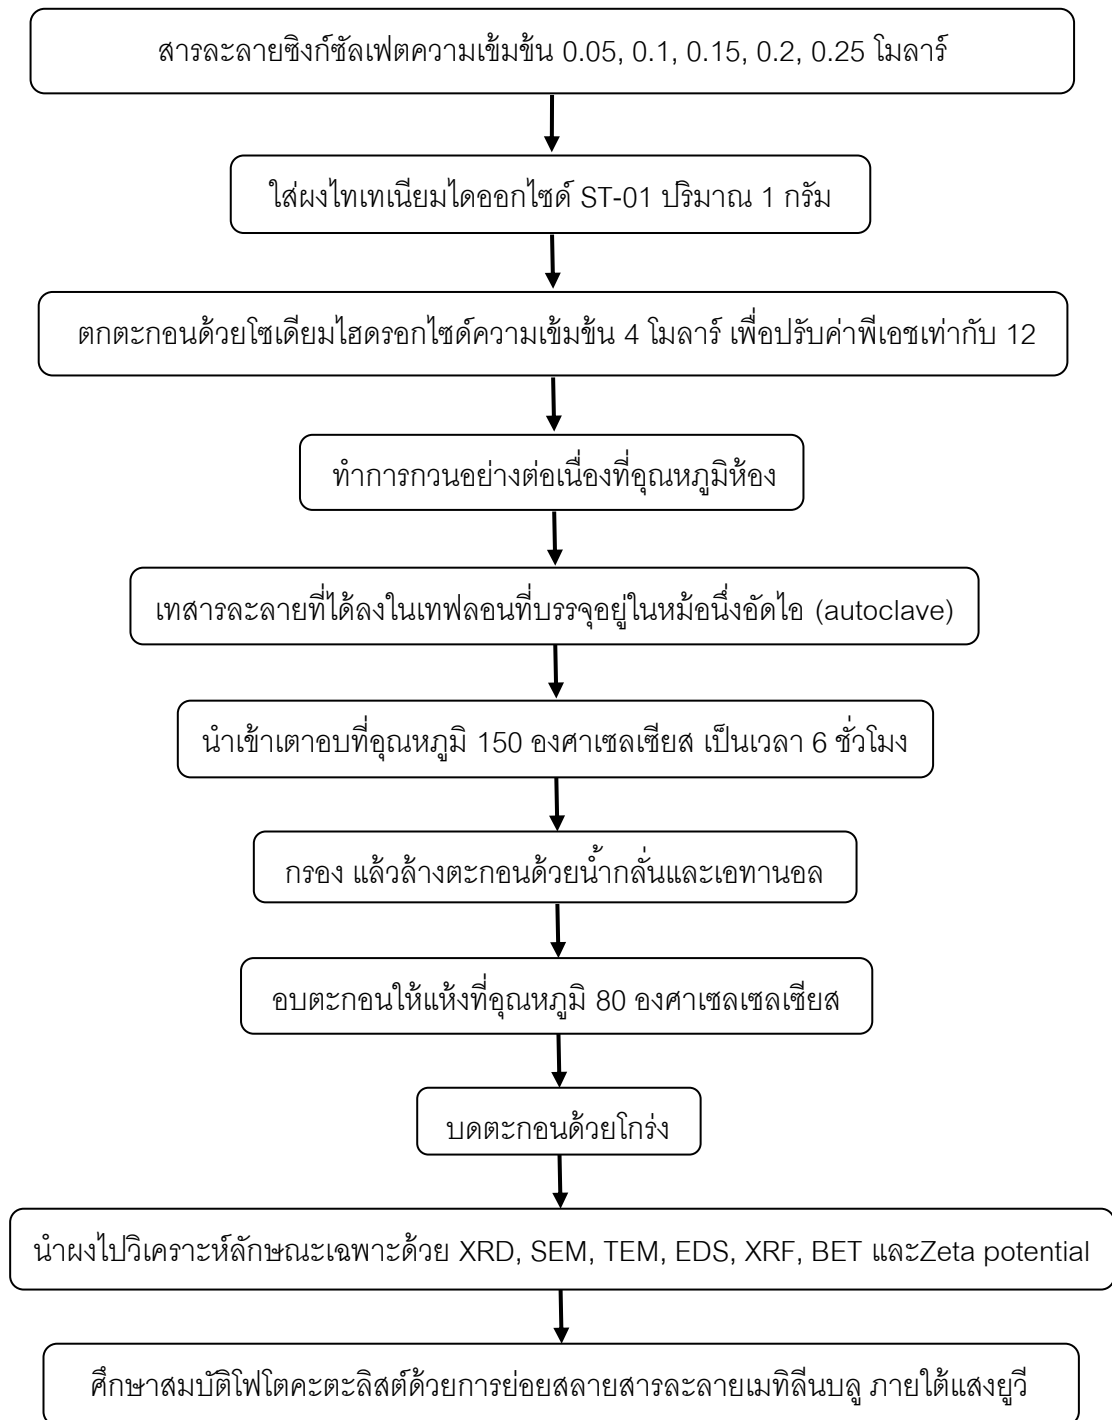 สารละลายซิงก์ซัลเฟตความเข้มข้น 0.05, 0.1, 0.15, 0.2, 0.25 โมลาร์
ใส่ผงไทเทเนียมไดออกไซด์ ST-01 ปริมาณ 1 กรัม
ตกตะกอนด้วยโซเดียมไฮดรอกไซด์ความเข้มข้น 4 โมลาร์ เพื่อปรับค่าพีเอชเท่ากับ 12
ทำการกวนอย่างต่อเนื่องที่อุณหภูมิห้อง
เทสารละลายที่ได้ลงในเทฟลอนที่บรรจุอยู่ในหม้อนึ่งอัดไอ (autoclave)
นำเข้าเตาอบที่อุณหภูมิ 150 องศาเซลเซียส เป็นเวลา 6 ชั่วโมง
กรอง แล้วล้างตะกอนด้วยน้ำกลั่นและเอทานอล
อบตะกอนให้แห้งที่อุณหภูมิ 80 องศาเซลเซลเซียส
บดตะกอนด้วยโกร่ง
นำผงไปวิเคราะห์ลักษณะเฉพาะด้วย XRD, SEM, TEM, EDS, XRF, BET และZeta potential
ศึกษาสมบัติโฟโตคะตะลิสต์ด้วยการย่อยสลายสารละลายเมทิลีนบลู ภายใต้แสงยูวี